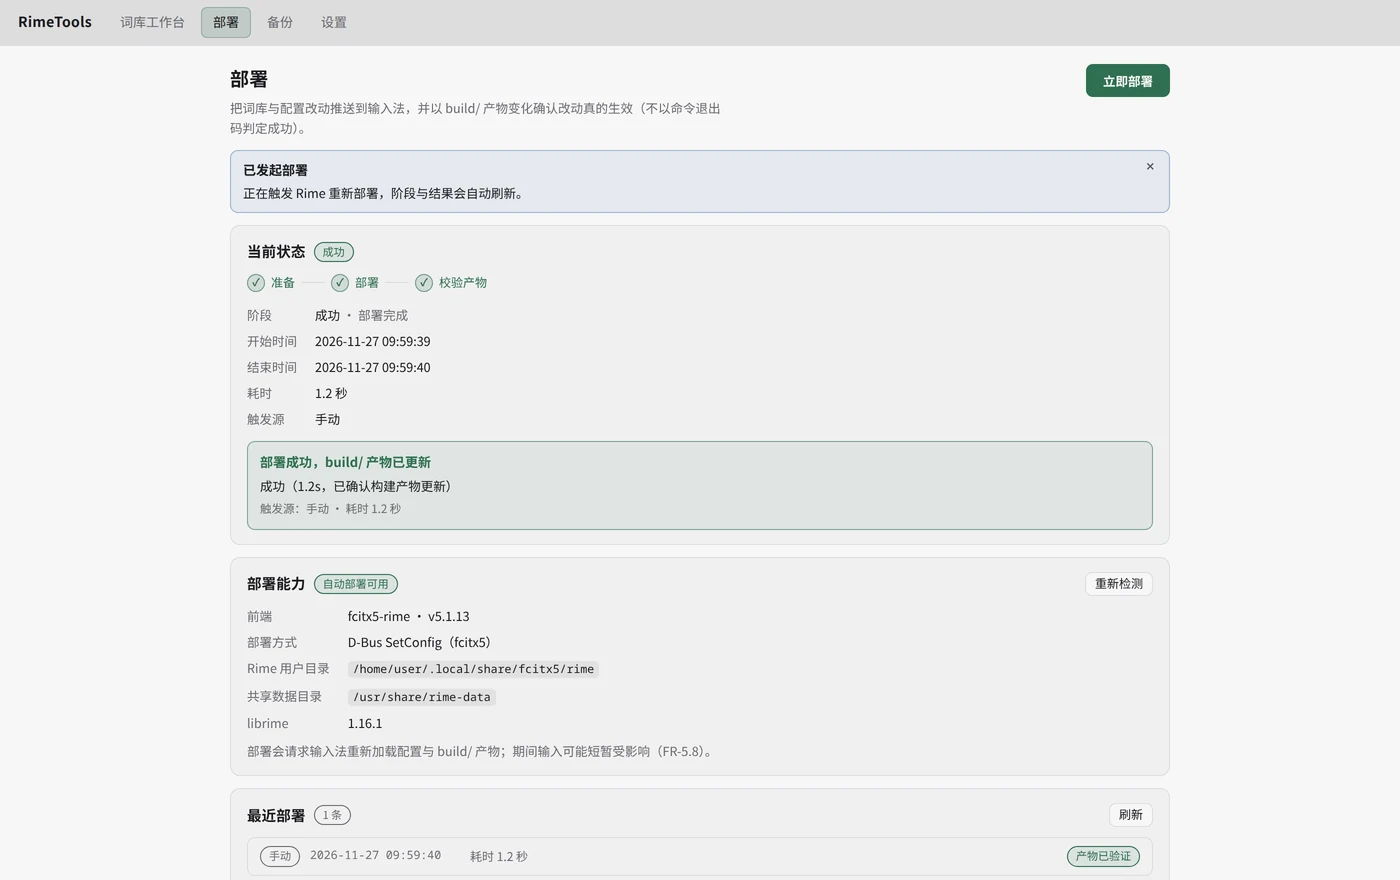 RimeTools 词库工作台 部署 备份 设置
部署
立即部署
把词库与配置改动推送到输入法，并以 build/ 产物变化确认改动真的生效（不以命令退出
码判定成功）。
已发起部署
×
正在触发 Rime 重新部署，阶段与结果会自动刷新。
当前状态 成功
✓ 准备 ✓ 部署 ✓ 校验产物
阶段 成功 · 部署完成
开始时间 2026-11-27 09:59:39
结束时间 2026-11-27 09:59:40
耗时 1.2 秒
触发源 手动
部署成功，build/ 产物已更新
成功（1.2s，已确认构建产物更新）
触发源：手动 · 耗时 1.2 秒
部署能力 自动部署可用 重新检测
前端 fcitx5-rime · v5.1.13
部署方式 D-Bus SetConfig（fcitx5）
Rime 用户目录 /home/user/.local/share/fcitx5/rime
共享数据目录 /usr/share/rime-data
librime 1.16.1
部署会请求输入法重新加载配置与 build/ 产物；期间输入可能短暂受影响（FR-5.8）。
最近部署 1 条 刷新
手动 2026-11-27 09:59:40 耗时 1.2 秒 产物已验证